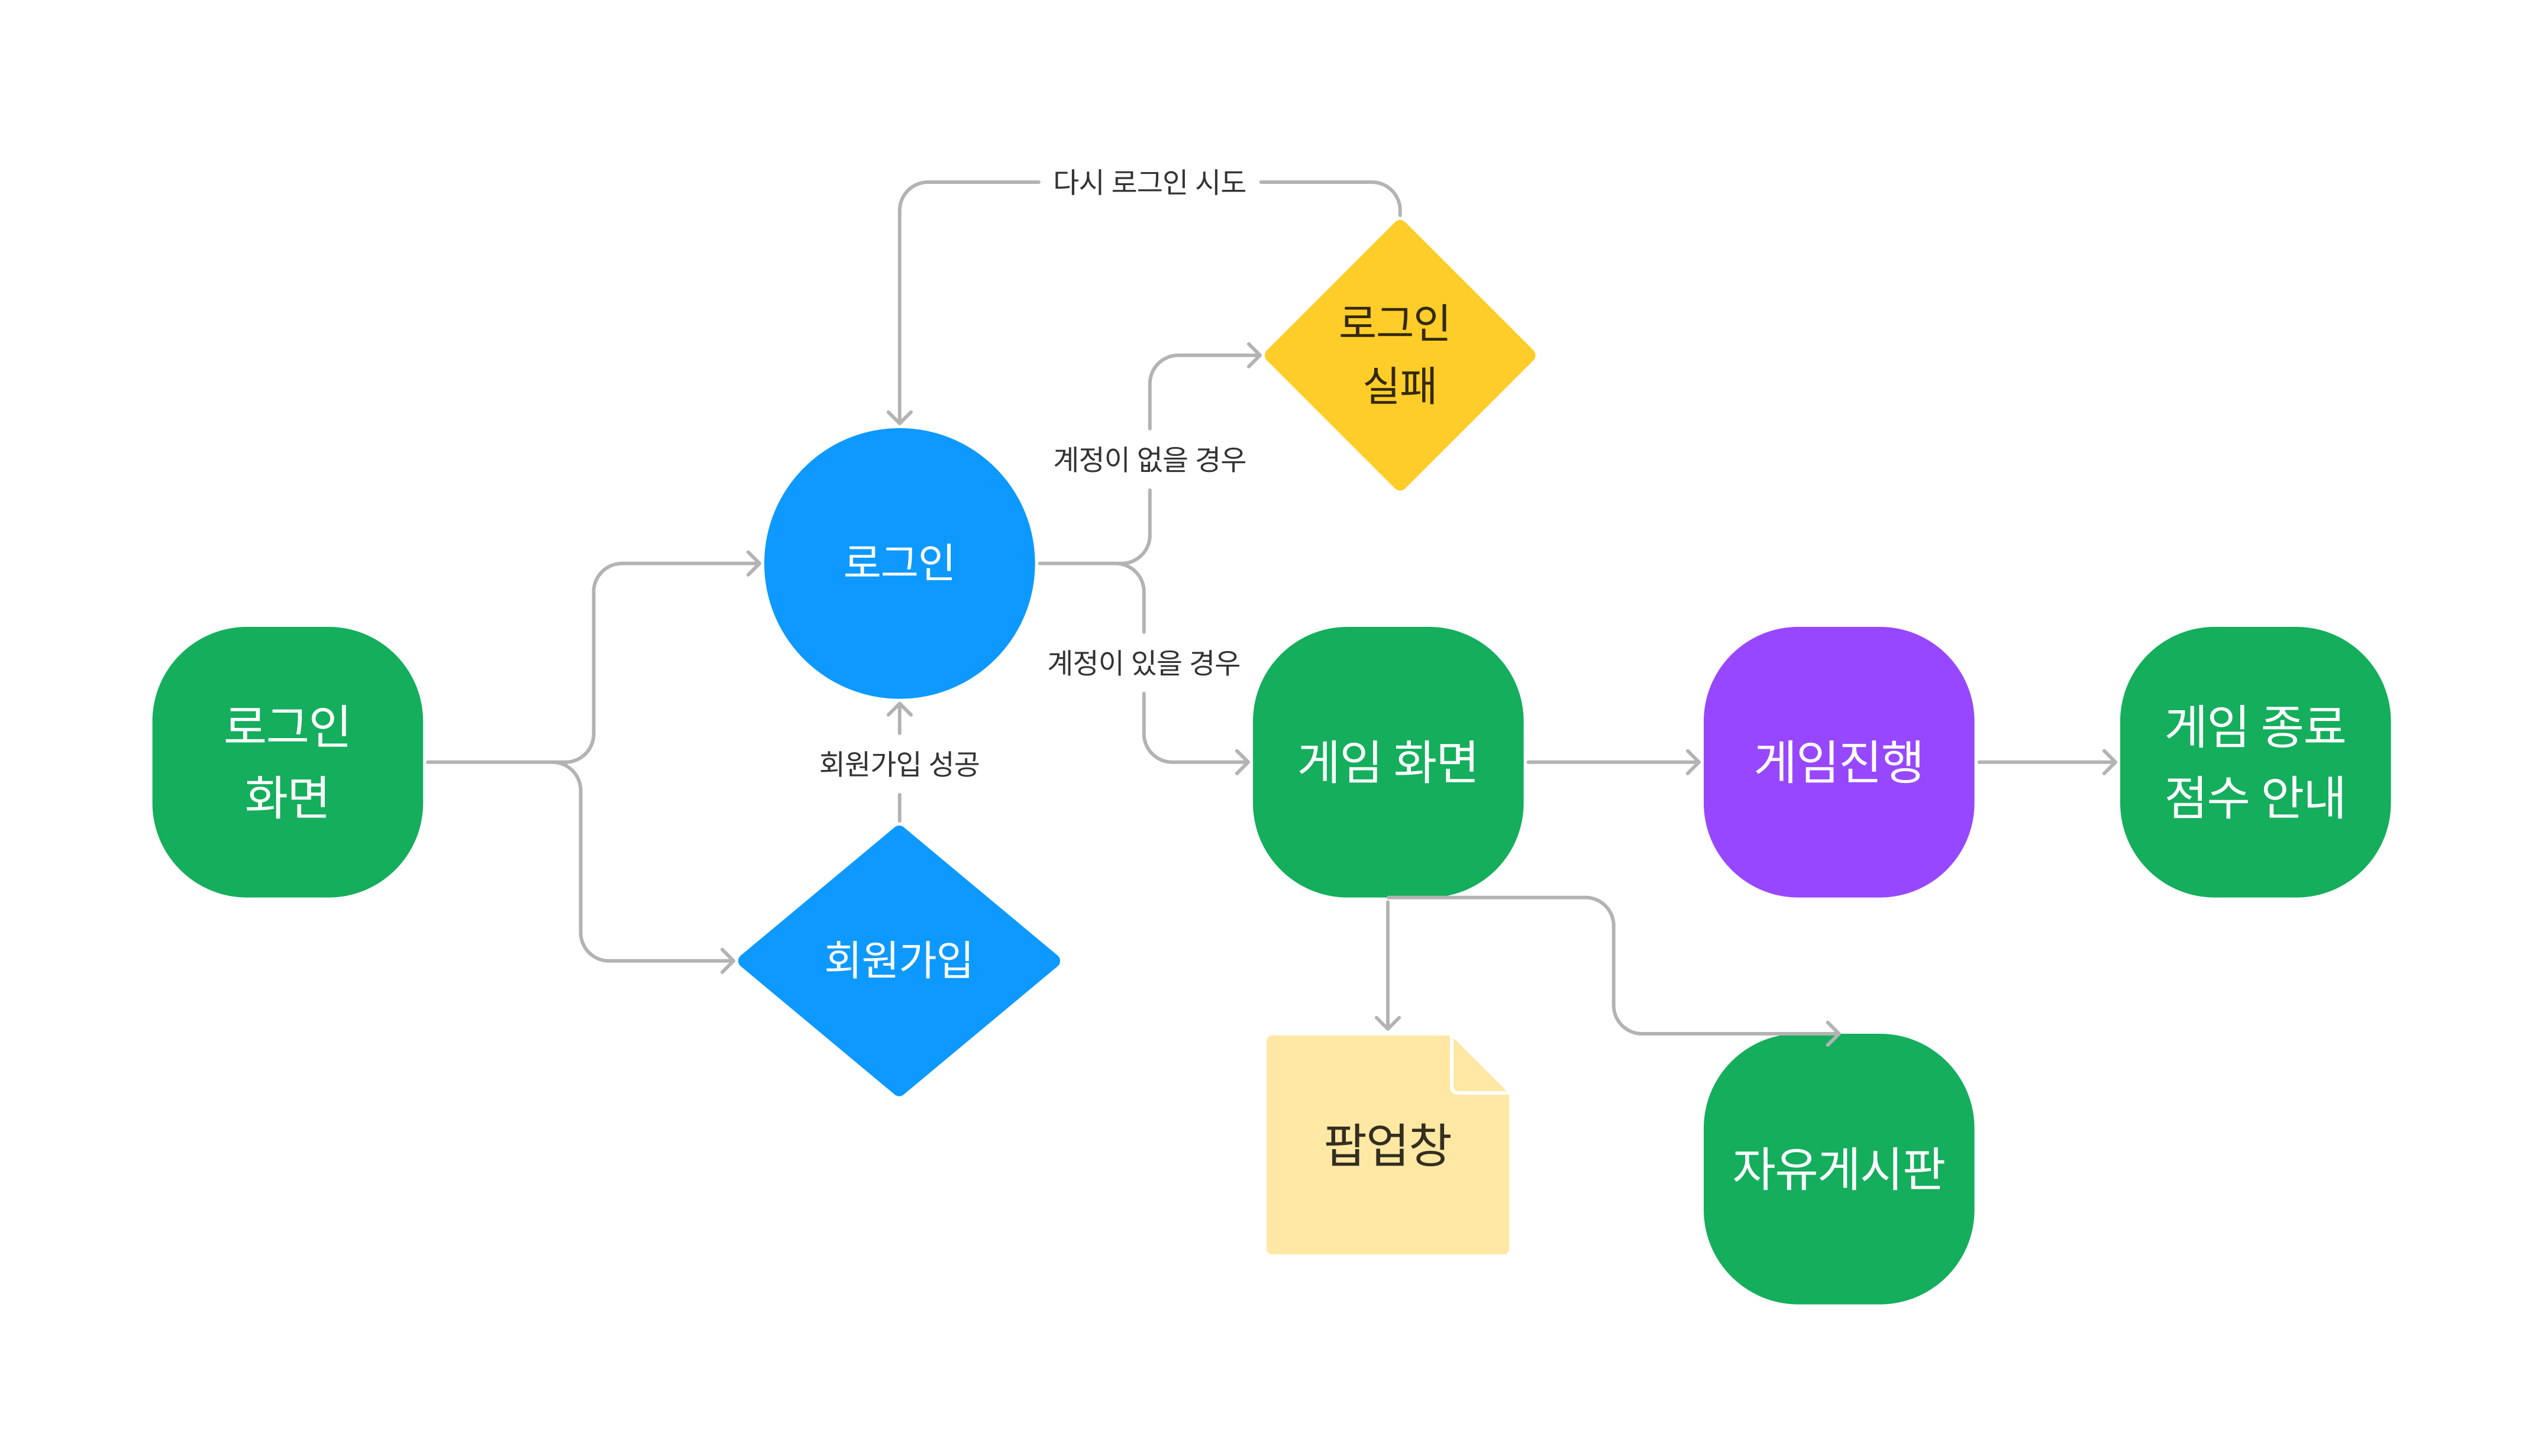 다시 로그인 시도
로그인
실패
계정이 없을 경우
로그인
계정이 있을 경우
로그인
화면
회원가입 성공
게임 화면
게임진행
게임 종료
점수 안내
회원가입
팝업창
자유게시판